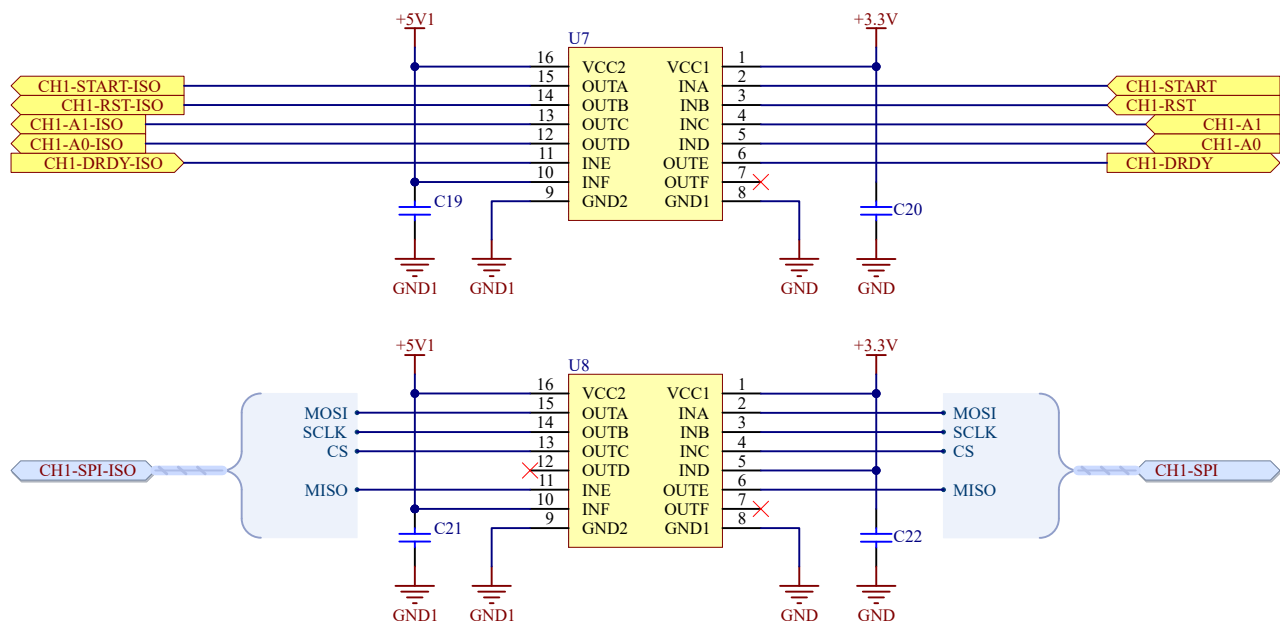 +5V1
+3.3V
U7
16 VCC2 VCC1 1
CH1-START-ISO 15 OUTA INA 2 CH1-START
CH1-RST-ISO 14 OUTB INB 3 CH1-RST
CH1-A1-ISO 13 OUTC INC 4 CH1-A1
CH1-A0-ISO 12 OUTD IND 5 CH1-A0
CH1-DRDY-ISO 11 INE OUTE 6 CH1-DRDY
10 INF OUTF 7
9 GND2 GND1 8
C19
C20
GND1 GND1 GND GND
+5V1
+3.3V
U8
16 VCC2 VCC1 1
MOSI 15 OUTA INA 2 MOSI
SCLK 14 OUTB INB 3 SCLK
CS 13 OUTC INC 4 CS
CH1-SPI-ISO 12 OUTD IND 5 CH1-SPI
MISO 11 INE OUTE 6 MISO
10 INF OUTF 7
9 GND2 GND1 8
C21
C22
GND1 GND1 GND GND